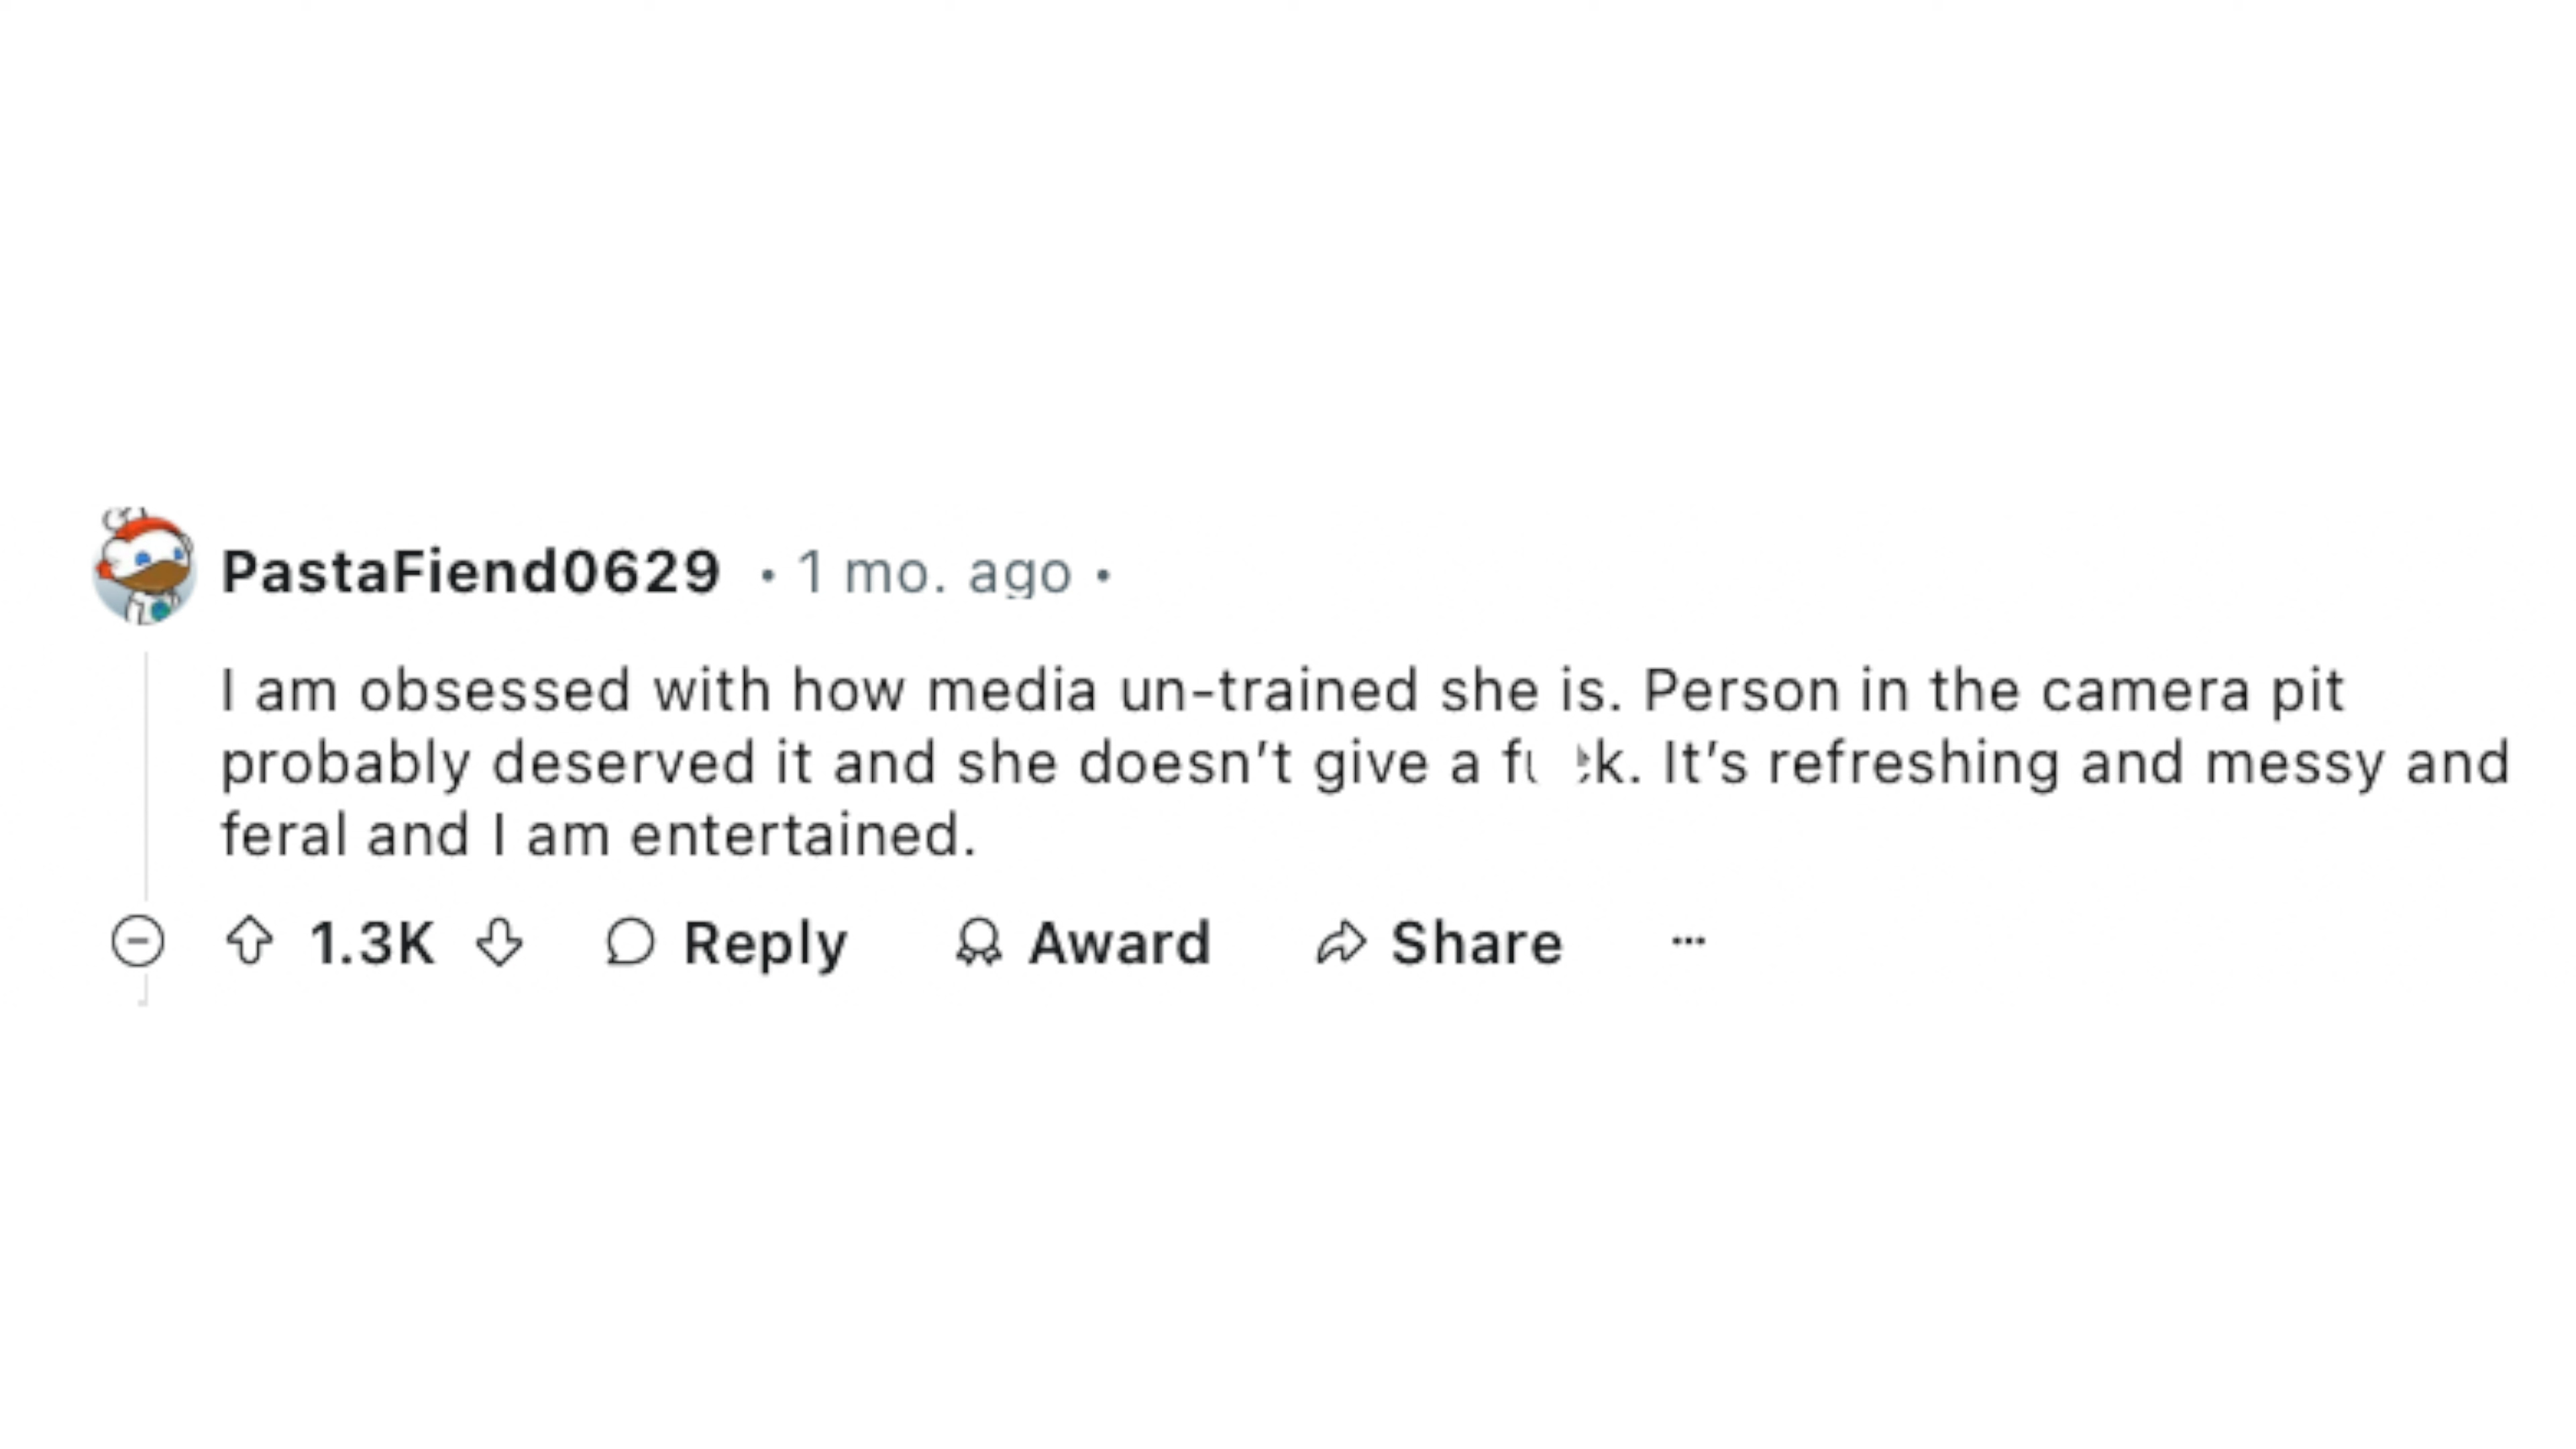 PastaFiend0629 • 1 mo. ago •
I am obsessed with how media un-trained she is. Person in the camera pit
probably deserved it and she doesn’t give a k. It’s refreshing and messy and
feral and I am entertained.
1.3K Reply Award Share ...